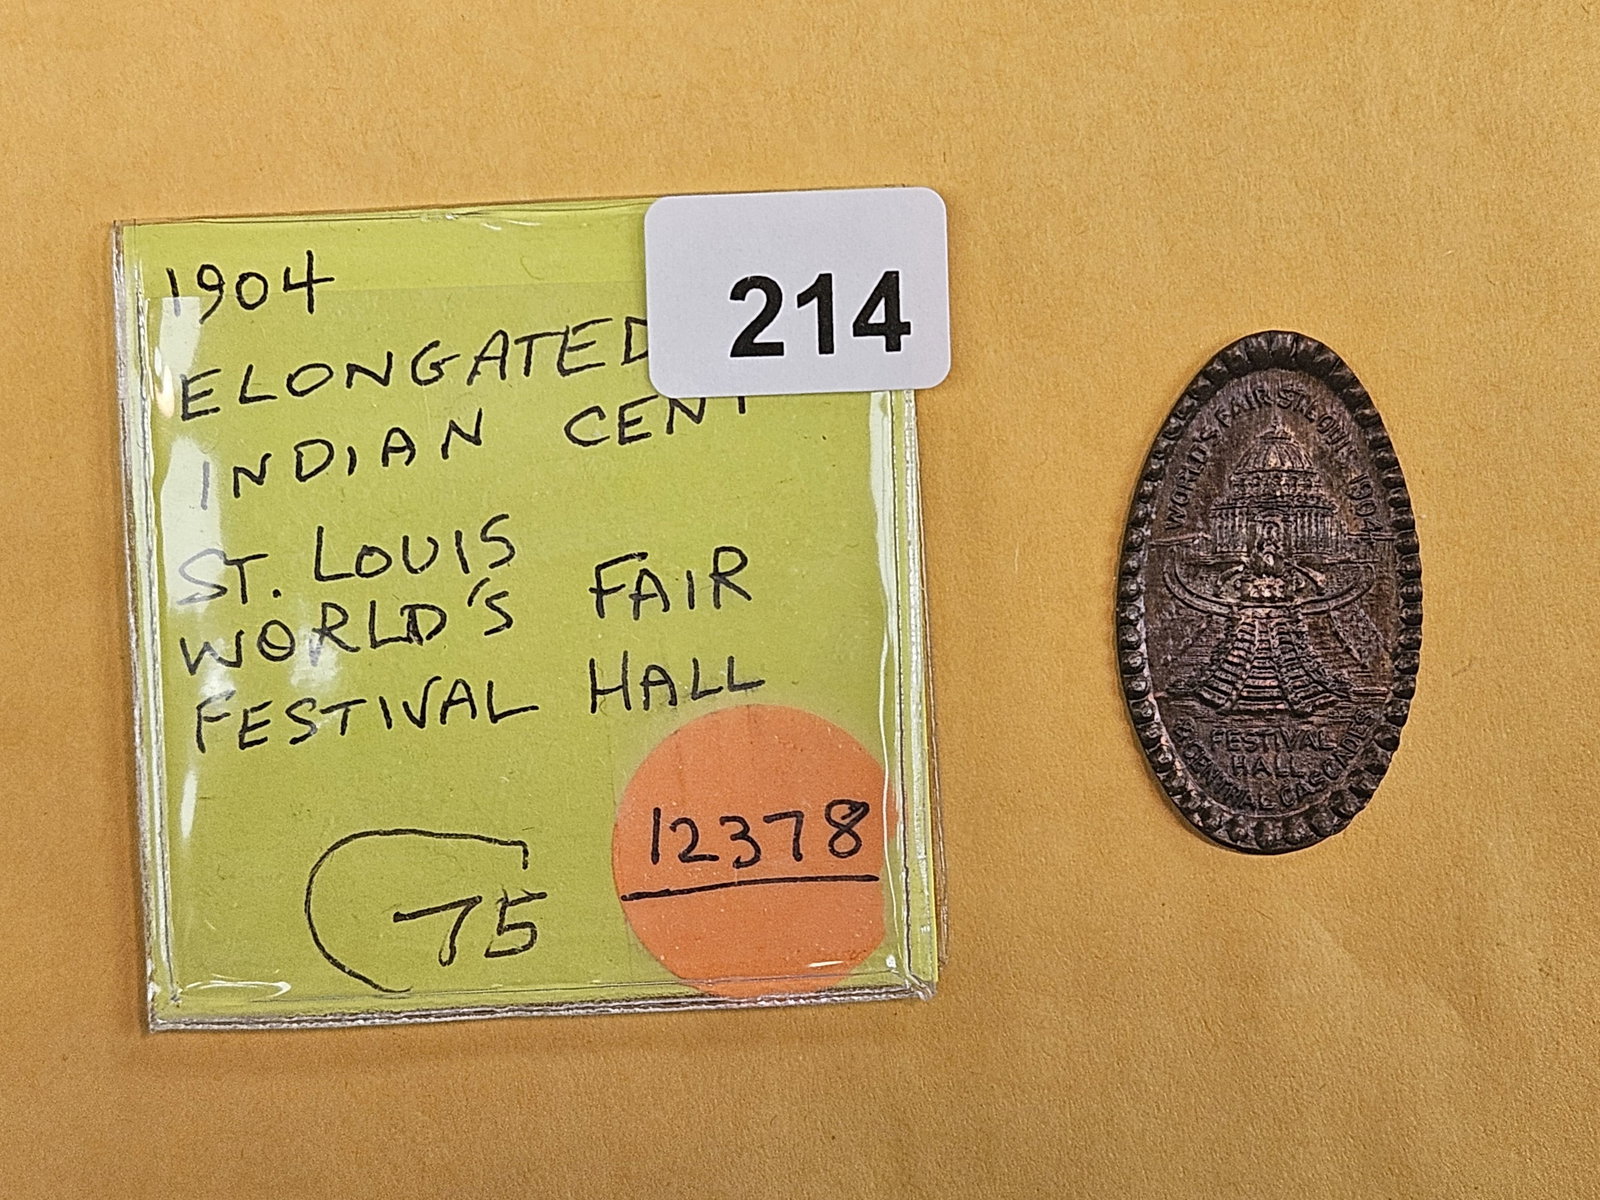 1904
ELONGATED
INDIAN CENT
ST. LOUIS
WORLD'S FAIR
FESTIVAL HALL
75
12378
214
WORLD'S FAIR ST. LOUIS 1904
FESTIVAL
HALL
& CENTRAL CASCADES